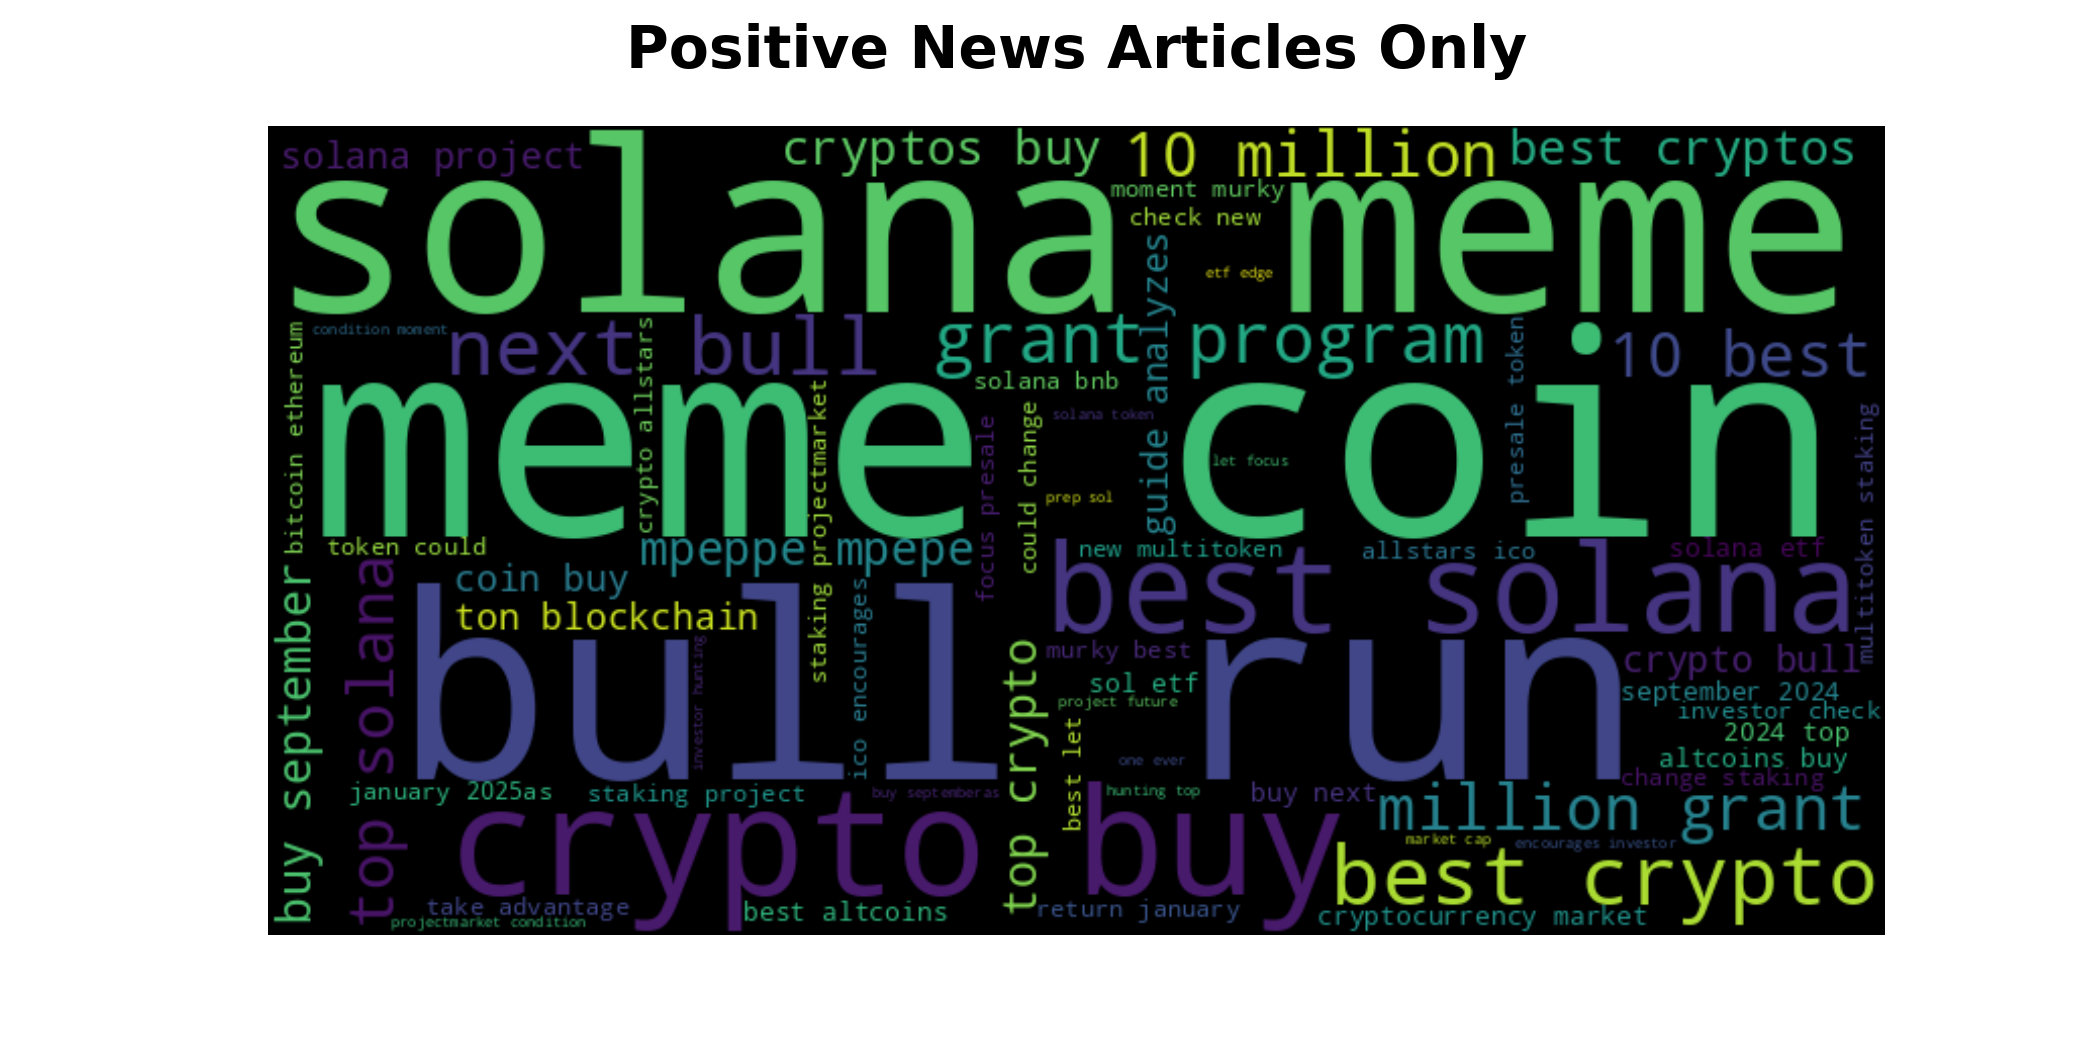 Positive News Articles Only
solana project
cryptos buy
10 million
best cryptos
solana meme
moment murky
check new
etf edge
guide analyzes
condition moment
next bull
grant program
10 best
bitcoin ethereum
crypto allstars
solana bnb
presale token
meme coin
staking projectmarket
focus presale
could change
solana token
let focus
prep sol
multitoken staking
token could
mpeppe mpepe
new multitoken
allstars ico
solana etf
coin buy
best solana
buy september
top solana
ton blockchain
bull run
investor hunting
ico encourages
top crypto
murky best
crypto bull
sol etf
project future
september 2024
investor check
2024 top
best let
one ever
altcoins buy
change staking
january 2025as
staking project
buy septemberas
hunting top
buy next
million grant
crypto buy
market cap
encourages investor
best crypto
take advantage
projectmarket condition
best altcoins
return january
cryptocurrency market